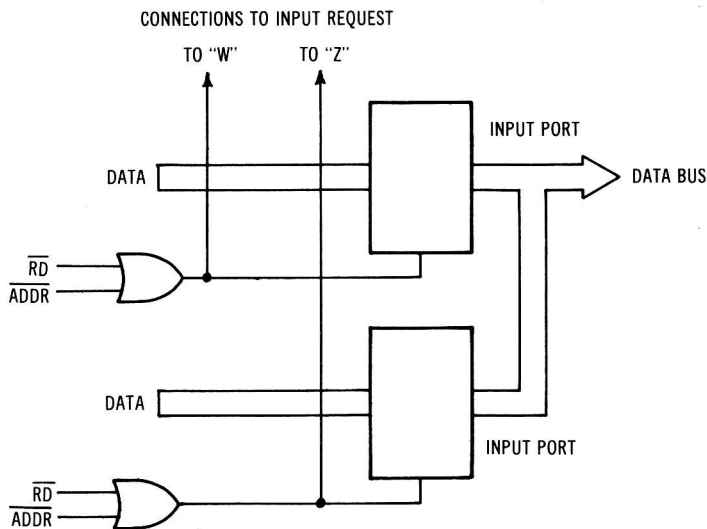 CONNECTIONS TO INPUT REQUEST
TO “W”
TO “Z”
INPUT PORT
DATA
DATA BUS
RD
ADDR
DATA
INPUT PORT
RD
ADDR